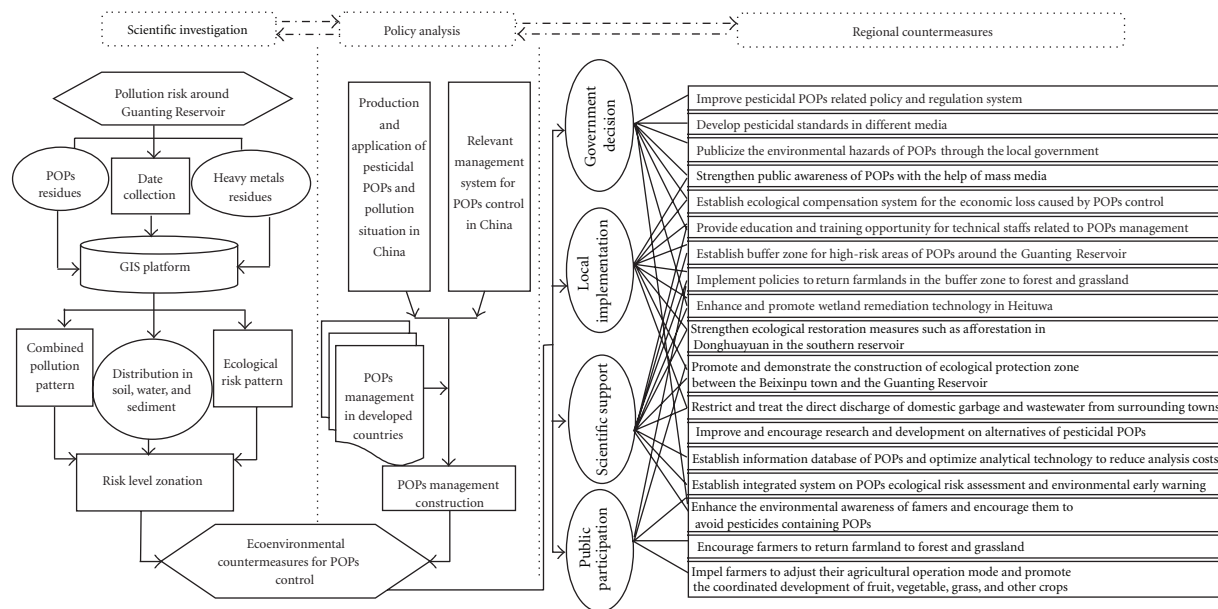 Scientific investigation
Policy analysis
Regional countermeasures
Pollution risk around
Guanting Reservoir
POPs
residues
Date
collection
Heavy metals
residues
GIS platform
Combined
pollution
pattern
Distribution in
soil, water, and
sediment
Ecological
risk pattern
Risk level zonation
Production
and
application of
pesticidal
POPs and
pollution
situation in
China
Relevant
management
system for
POPs control
in China
POPs
management
in developed
countries
POPs management
construction
Ecoenvironmental
countermeasures for POPs
control
Government
decision
Local
implementation
Scientific support
Public
participation
Improve pesticidal POPs related policy and regulation system
Develop pesticidal standards in different media
Publicize the environmental hazards of POPs through the local government
Strengthen public awareness of POPs with the help of mass media
Establish ecological compensation system for the economic loss caused by POPs control
Provide education and training opportunity for technical staffs related to POPs management
Establish buffer zone for high-risk areas of POPs around the Guanting Reservoir
Implement policies to return farmlands in the buffer zone to forest and grassland
Enhance and promote wetland remediation technology in Heituwa
Strengthen ecological restoration measures such as afforestation in
Donghuayuan in the southern reservoir
Promote and demonstrate the construction of ecological protection zone
between the Beixinpu town and the Guanting Reservoir
Restrict and treat the direct discharge of domestic garbage and wastewater from surrounding towns
Improve and encourage research and development on alternatives of pesticidal POPs
Establish information database of POPs and optimize analytical technology to reduce analysis costs
Establish integrated system on POPs ecological risk assessment and environmental early warning
Enhance the environmental awareness of famers and encourage them to
avoid pesticides containing POPs
Encourage farmers to return farmland to forest and grassland
Impel farmers to adjust their agricultural operation mode and promote
the coordinated development of fruit, vegetable, grass, and other crops